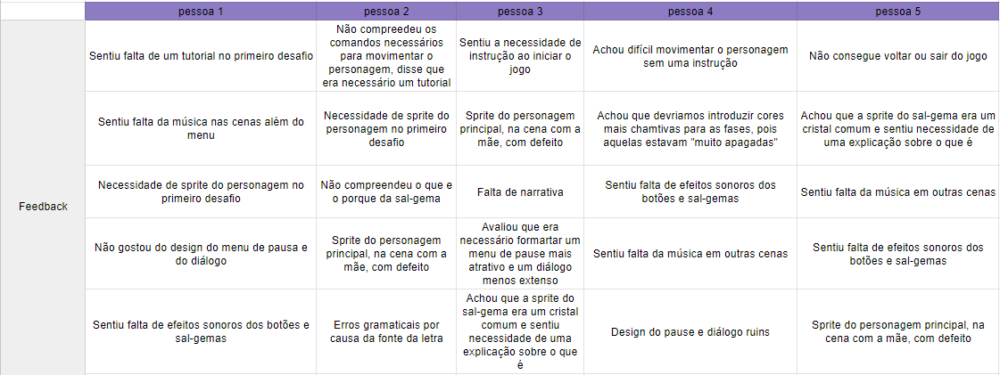 pessoa 1
pessoa 2
pessoa 3
pessoa 4
pessoa 5
Feedback
Sentiu falta de um tutorial no primeiro desafio
Não compreedeu os
comandos necessários
para movimentar o
personagem, disse que
era necessário um tutorial
Sentiu a necessidade de
instrução ao iniciar o
jogo
Achou difícil movimentar o personagem
sem uma instrução
Não consegue voltar ou sair do jogo
Sentiu falta da música nas cenas além do
menu
Necessidade de sprite do
personagem no primeiro
desafio
Sprite do personagem
principal, na cena com a
mãe, com defeito
Achou que devriamos introduzir cores
mais chamtivas para as fases, pois
aquelas estavam "muito apagadas"
Achou que a sprite do sal-gema era um
cristal comum e sentiu necessidade de
uma explicação sobre o que é
Necessidade de sprite do personagem no
primeiro desafio
Não compreendeu o que e
o porque da sal-gema
Falta de narrativa
Sentiu falta de efeitos sonoros dos
botões e sal-gemas
Sentiu falta da música em outras cenas
Não gostou do design do menu de pausa e
do diálogo
Sprite do personagem
principal, na cena com a
mãe, com defeito
Avaliou que era
necessário formartar um
menu de pause mais
atrativo e um diálogo
menos extenso
Sentiu falta da música em outras cenas
Sentiu falta de efeitos sonoros dos
botões e sal-gemas
Sentiu falta de efeitos sonoros dos botões e
sal-gemas
Erros gramaticais por
causa da fonte da letra
Achou que a sprite do
sal-gema era um cristal
comum e sentiu
necessidade de uma
explicação sobre o que
é
Design do pause e diálogo ruins
Sprite do personagem principal, na
cena com a mãe, com defeito